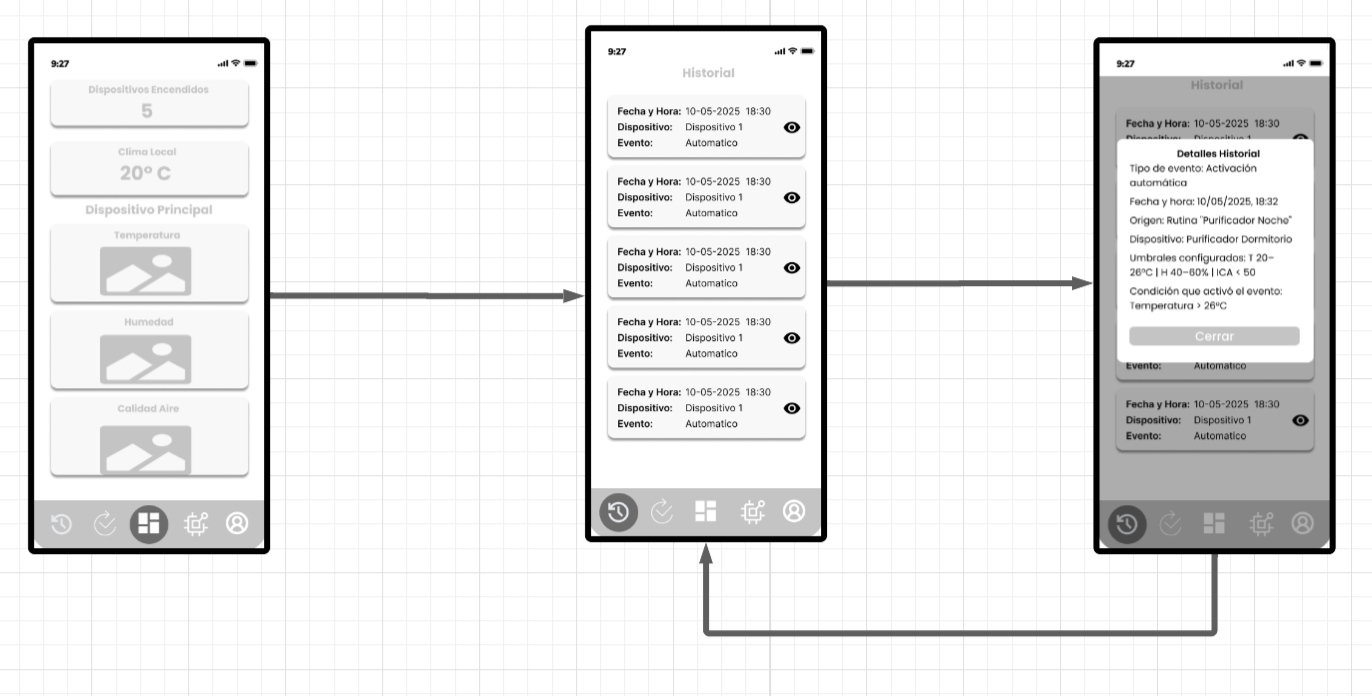 9:27
Dispositivos Encendidos
5
Clima Local
20° C
Dispositivo Principal
Temperatura
Humedad
Calidad Aire
9:27
Historial
Fecha y Hora: 10-05-2025 18:30
Dispositivo: Dispositivo 1
Evento: Automatico
Fecha y Hora: 10-05-2025 18:30
Dispositivo: Dispositivo 1
Evento: Automatico
Fecha y Hora: 10-05-2025 18:30
Dispositivo: Dispositivo 1
Evento: Automatico
Fecha y Hora: 10-05-2025 18:30
Dispositivo: Dispositivo 1
Evento: Automatico
Fecha y Hora: 10-05-2025 18:30
Dispositivo: Dispositivo 1
Evento: Automatico
9:27
Historial
Fecha y Hora: 10-05-2025 18:30
Dispositivo: Dispositivo 1
Detalles Historial
Tipo de evento: Activación
automática
Fecha y hora: 10/05/2025, 18:32
Origen: Rutina "Purificador Noche"
Dispositivo: Purificador Dormitorio
Umbrales configurados: T 20–
26°C | H 40–60% | ICA < 50
Condición que activó el evento:
Temperatura > 26°C
Cerrar
Evento: Automatico
Fecha y Hora: 10-05-2025 18:30
Dispositivo: Dispositivo 1
Evento: Automatico